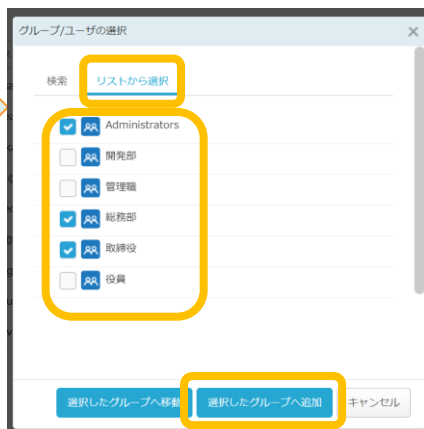 グループ/ユーザの選択
検索 リストから選択
Administrators
開発部
管理職
総務部
取締役
役員
選択したグループへ移動 選択したグループへ追加 キャンセル